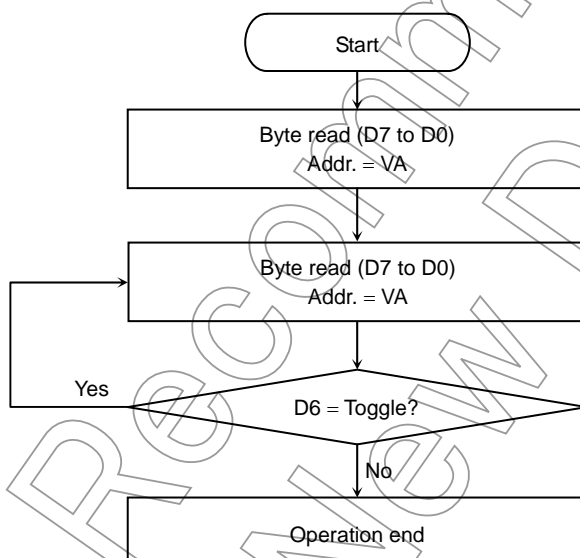 Start
Byte read (D7 to D0)
Addr. = VA
Byte read (D7 to D0)
Addr. = VA
Yes
D6 = Toggle?
No
Operation end